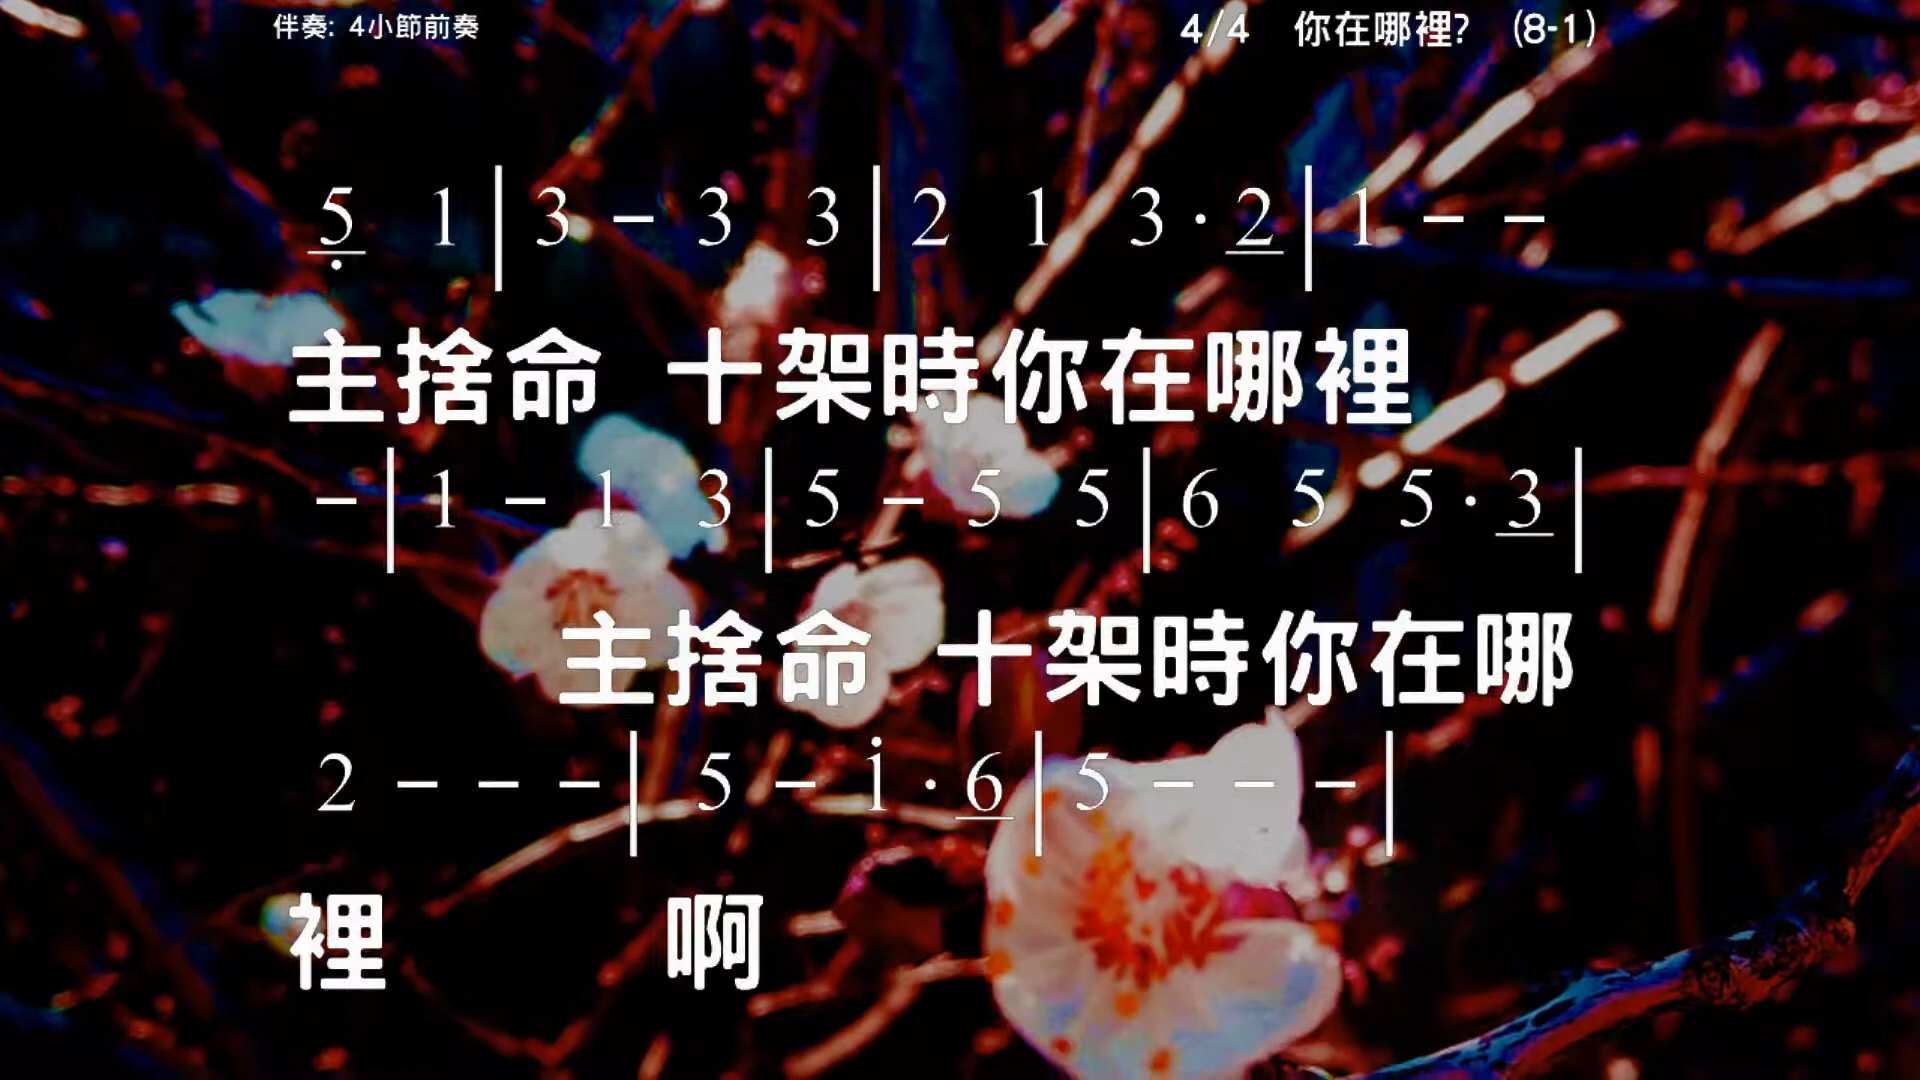 伴奏: 4小節前奏 4/4 你在哪裡? (8-1)
5̣ 1 | 3 - 3 3 | 2 1 3 · 2 | 1 - -
主捨命 十架時你在哪裡
- | 1 - 1 3 | 5 - 5 5 | 6 5 5 · 3 |
主捨命 十架時你在哪
2 - - - | 5 - i · 6 | 5 - - - |
裡 啊